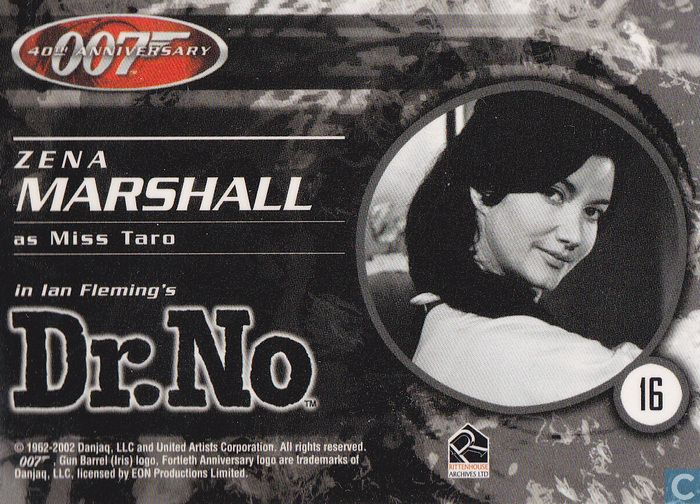 40TH ANNIVERSARY
007
ZENA
MARSHALL
as Miss Taro
in Ian Fleming's
Dr.No™
16
RITTENHOUSE
ARCHIVES LTD
© 1962-2002 Danjaq, LLC and United Artists Corporation. All rights reserved.
007, Gun Barrel (Iris) logo, Fortieth Anniversary logo are trademarks of
Danjaq, LLC, licensed by EON Productions Limited.
C